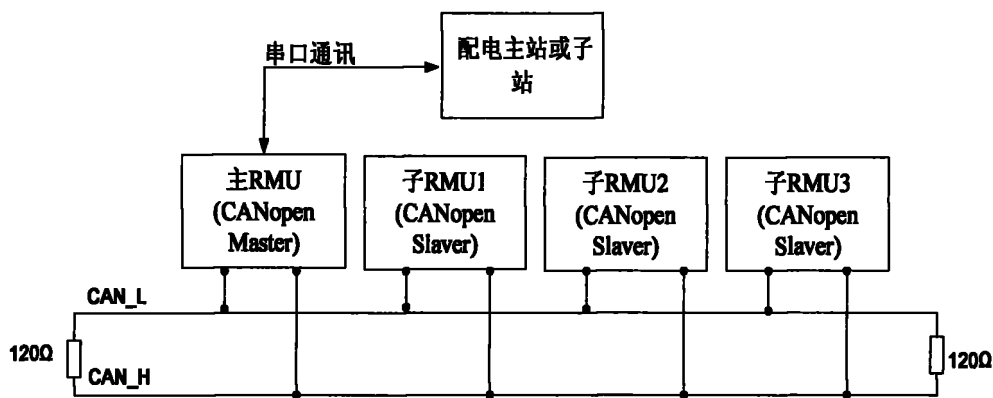 串口通讯
配电主站或子
站
主RMU
(CANopen
Master)
子RMU1
(CANopen
Slaver)
子RMU2
(CANopen
Slaver)
子RMU3
(CANopen
Slaver)
CAN_L
120Ω
CAN_H
120Ω